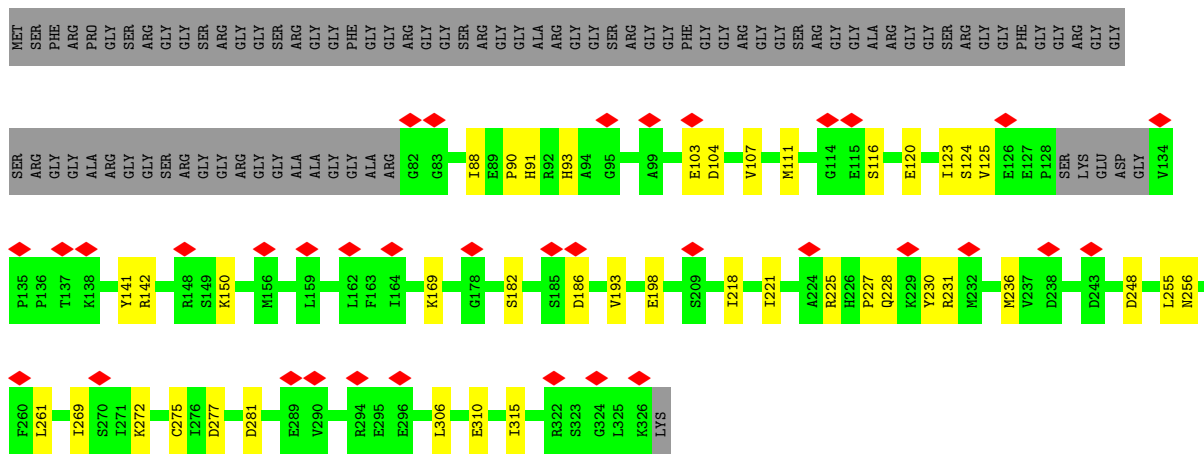 MET SER PHE ARG PRO GLY SER ARG GLY GLY SER ARG GLY GLY SER ARG GLY GLY PHE GLY GLY ARG GLY GLY SER ARG GLY GLY ALA ARG GLY GLY SER ARG GLY GLY PHE GLY GLY ARG GLY GLY SER ARG GLY GLY ALA ARG GLY GLY SER ARG GLY GLY PHE GLY GLY ARG GLY GLY
SER ARG GLY GLY ALA ARG GLY GLY SER ARG GLY GLY ARG GLY GLY ALA ALA GLY GLY ALA ARG G82 G83 I88 E89 P90 H91 R92 H93 A94 G95 A99 E103 D104 V107 M111 G114 E115 S116 E120 I123 S124 V125 E126 E127 P128 SER LYS GLU ASP GLY V134
P135 P136 T137 K138 Y141 R142 R148 S149 K150 M156 L159 L162 F163 I164 K169 G178 S182 S185 D186 V193 E198 S209 I218 I221 A224 R225 H226 P227 Q228 K229 Y230 R231 M232 M236 V237 D238 D243 D248 L255 N256
F260 L261 I269 S270 I271 K272 C275 I276 D277 D281 E289 V290 R294 E295 E296 L306 E310 I315 R322 S323 G324 L325 K326 LYS